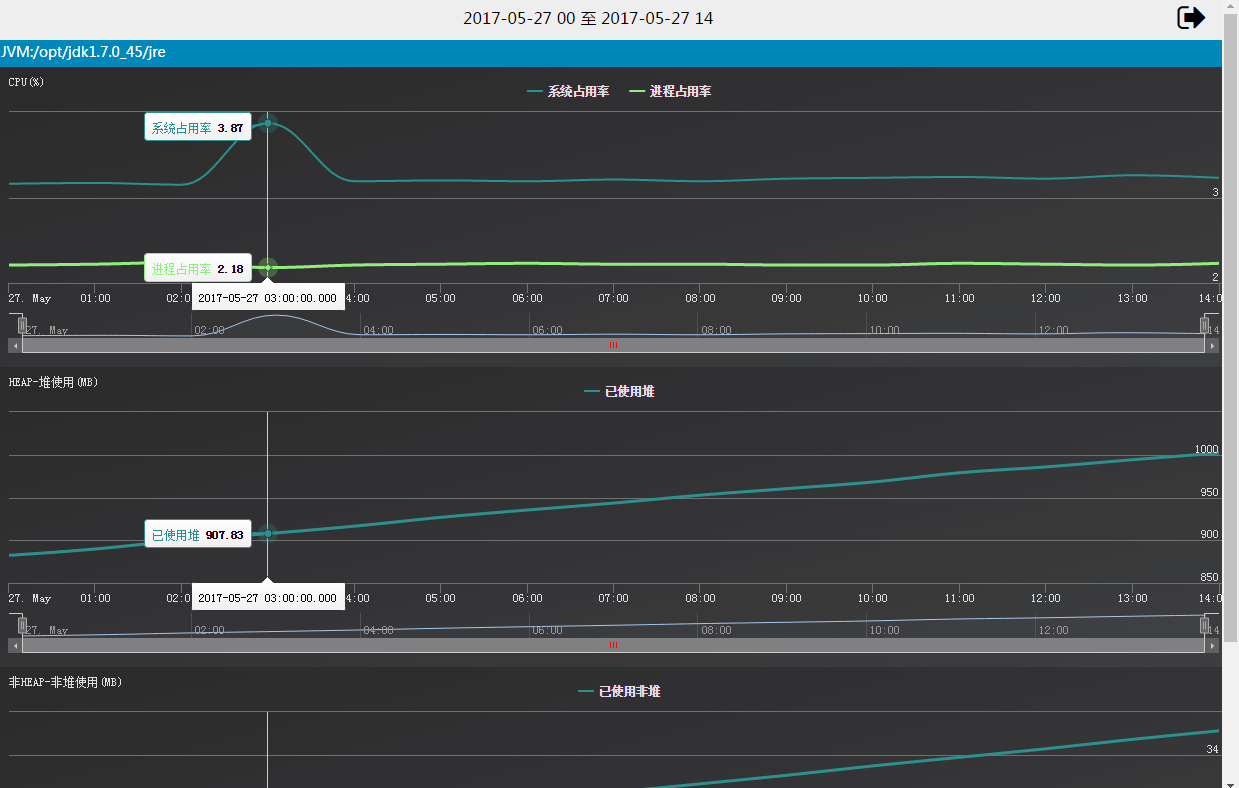 2017-05-27 00 至 2017-05-27 14
JVM:/opt/jdk1.7.0_45/jre
CPU(%)
系统占用率 进程占用率
系统占用率 3.87
3
进程占用率 2.18
2
27. May 01:00 02:0 4:00 05:00 06:00 07:00 08:00 09:00 10:00 11:00 12:00 13:00 14:0
2017-05-27 03:00:00.000
27. May 02:00 04:00 06:00 08:00 10:00 12:00 14
HEAP-堆使用(MB)
已使用堆
1000
950
已使用堆 907.83
900
850
27. May 01:00 02:0 4:00 05:00 06:00 07:00 08:00 09:00 10:00 11:00 12:00 13:00 14:0
2017-05-27 03:00:00.000
27. May 02:00 04:00 06:00 08:00 10:00 12:00 14
非HEAP-非堆使用(MB)
已使用非堆
34